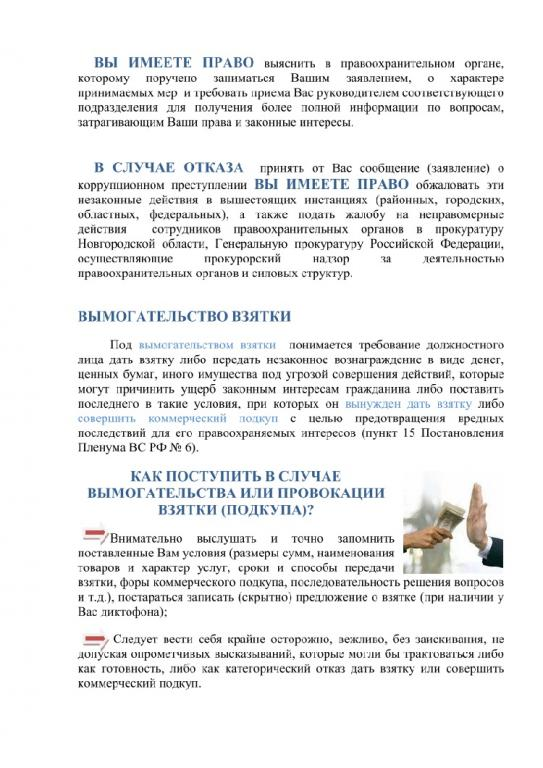 ВЫ ИМЕЕТЕ ПРАВО выяснить в правоохранительном органе,
которому поручено заниматься Вашим заявлением, о характере
принимаемых мер и требовать приема Вас руководителем соответствующего
подразделения для получения более полной информации по вопросам,
затрагивающим Ваши права и законные интересы.
В СЛУЧАЕ ОТКАЗА принять от Вас сообщение (заявление) о
коррупционном преступлении ВЫ ИМЕЕТЕ ПРАВО обжаловать эти
незаконные действия в вышестоящих инстанциях (районных, городских,
областных, федеральных), а также подать жалобу на неправомерные
действия сотрудников правоохранительных органов в прокуратуру
Новгородской области, Генеральную прокуратуру Российской Федерации,
осуществляющие прокурорский надзор за деятельностью
правоохранительных органов и силовых структур.
ВЫМОГАТЕЛЬСТВО ВЗЯТКИ
Под вымогательством взятки понимается требование должностного
лица дать взятку либо передать незаконное вознаграждение в виде денег,
ценных бумаг, иного имущества под угрозой совершения действий, которые
могут причинить ущерб законным интересам гражданина либо поставить
последнего в такие условия, при которых он вынужден дать взятку либо
совершить коммерческий подкуп с целью предотвращения вредных
последствий для его правоохраняемых интересов (пункт 15 Постановления
Пленума ВС РФ № 6).
КАК ПОСТУПИТЬ В СЛУЧАЕ
ВЫМОГАТЕЛЬСТВА ИЛИ ПРОВОКАЦИИ
ВЗЯТКИ (ПОДКУПА)?
Внимательно выслушать и точно запомнить
поставленные Вам условия (размеры сумм, наименования
товаров и характер услуг, сроки и способы передачи
взятки, форы коммерческого подкупа, последовательность решения вопросов
и т.д.), постараться записать (скрытно) предложение о взятке (при наличии у
Вас диктофона);
Следует вести себя крайне осторожно, вежливо, без заискивания, не
допуская опрометчивых высказываний, которые могли бы трактоваться либо
как готовность, либо как категорический отказ дать взятку или совершить
коммерческий подкуп.